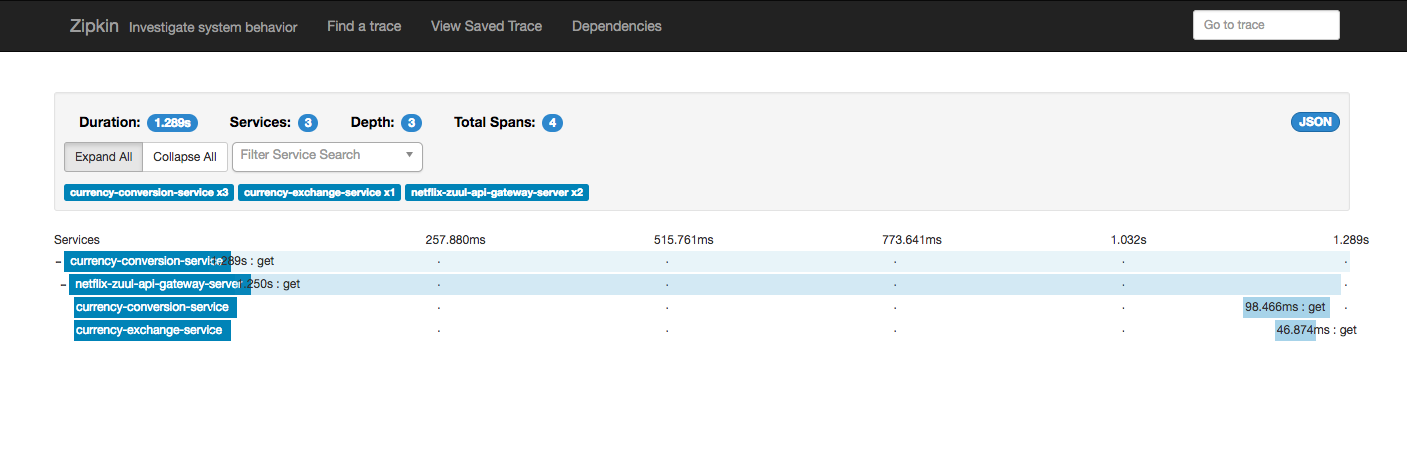 Zipkin Investigate system behavior Find a trace View Saved Trace Dependencies Go to trace
Duration: 1.289s Services: 3 Depth: 3 Total Spans: 4 JSON
Expand All Collapse All Filter Service Search
currency-conversion-service x3 currency-exchange-service x1 netflix-zuul-api-gateway-server x2
Services 257.880ms 515.761ms 773.641ms 1.032s 1.289s
- currency-conversion-service 1.289s : get
- netflix-zuul-api-gateway-server 1.250s : get
currency-conversion-service 98.466ms : get
currency-exchange-service 46.874ms : get